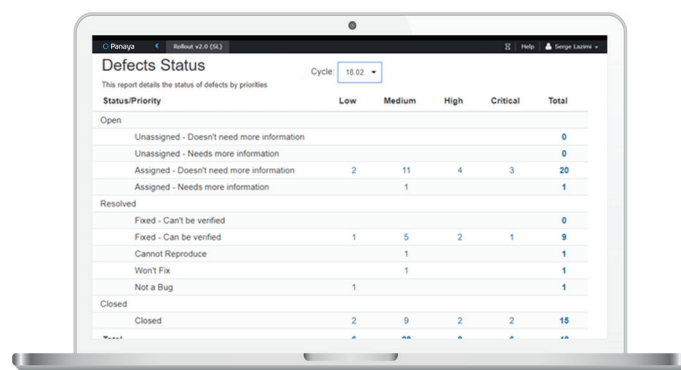 Panaya Rollout v2.0 (SL) Help Serge Lazimi
Defects Status
Cycle: 18.02
This report details the status of defects by priorities
Status/Priority Low Medium High Critical Total
Open
Unassigned - Doesn't need more information 0
Unassigned - Needs more information 0
Assigned - Doesn't need more information 2 11 4 3 20
Assigned - Needs more information 1 1
Resolved
Fixed - Can't be verified 0
Fixed - Can be verified 1 5 2 1 9
Cannot Reproduce 1 1
Won't Fix 1 1
Not a Bug 1 1
Closed
Closed 2 9 2 2 15